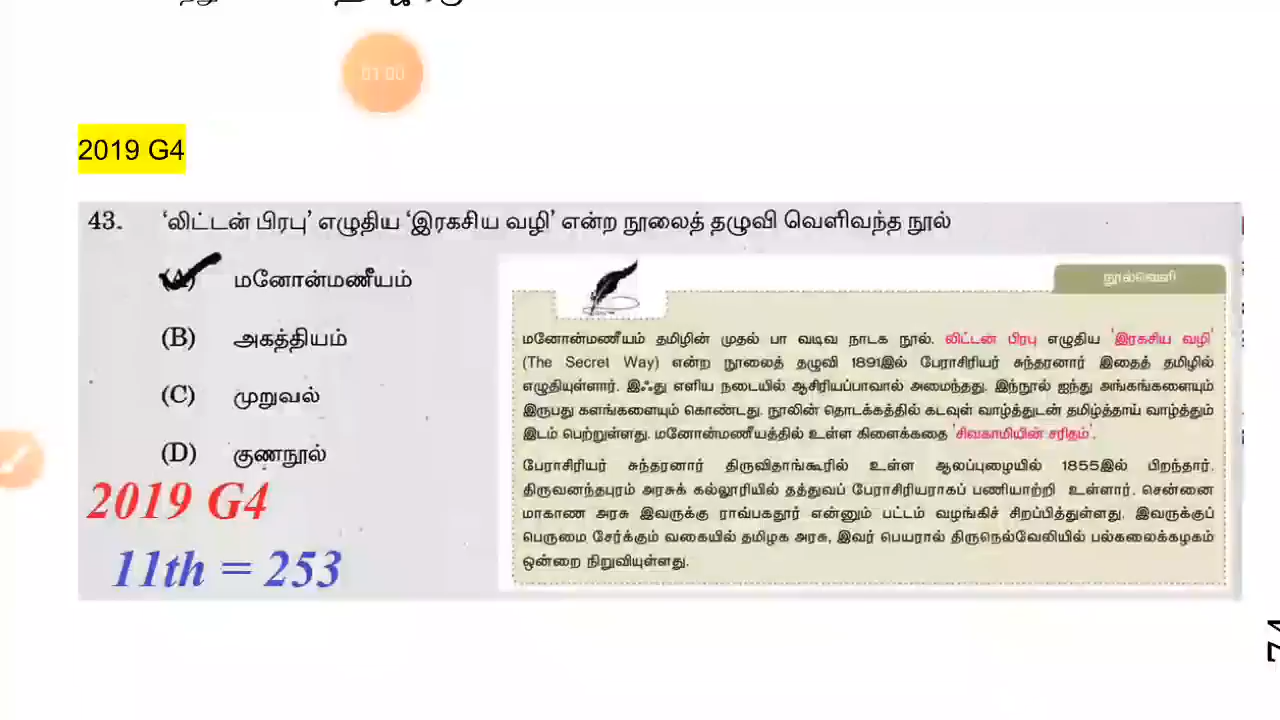 01:00
2019 G4
43. ‘லிட்டன் பிரபு’ எழுதிய ‘இரகசிய வழி’ என்ற நூலைத் தழுவி வெளிவந்த நூல்
(A) மனோன்மணீயம்
(B) அகத்தியம்
(C) முறுவல்
(D) குணநூல்
2019 G4
11th = 253
நூல்வெளி
மனோன்மணீயம் தமிழின் முதல் பா வடிவ நாடக நூல். லிட்டன் பிரபு எழுதிய 'இரகசிய வழி'
(The Secret Way) என்ற நூலைத் தழுவி 1891இல் பேராசிரியர் சுந்தரனார் இதைத் தமிழில்
எழுதியுள்ளார். இஃது எளிய நடையில் ஆசிரியப்பாவால் அமைந்தது. இந்நூல் ஐந்து அங்கங்களையும்
இருபது களங்களையும் கொண்டது. நூலின் தொடக்கத்தில் கடவுள் வாழ்த்துடன் தமிழ்த்தாய் வாழ்த்தும்
இடம் பெற்றுள்ளது. மனோன்மணீயத்தில் உள்ள கிளைக்கதை 'சிவகாமியின் சரிதம்'.
பேராசிரியர் சுந்தரனார் திருவிதாங்கூரில் உள்ள ஆலப்புழையில் 1855இல் பிறந்தார்.
திருவனந்தபுரம் அரசுக் கல்லூரியில் தத்துவப் பேராசிரியராகப் பணியாற்றி உள்ளார். சென்னை
மாகாண அரசு இவருக்கு ராவ்பகதூர் என்னும் பட்டம் வழங்கிச் சிறப்பித்துள்ளது. இவருக்குப்
பெருமை சேர்க்கும் வகையில் தமிழக அரசு, இவர் பெயரால் திருநெல்வேலியில் பல்கலைக்கழகம்
ஒன்றை நிறுவியுள்ளது.
74